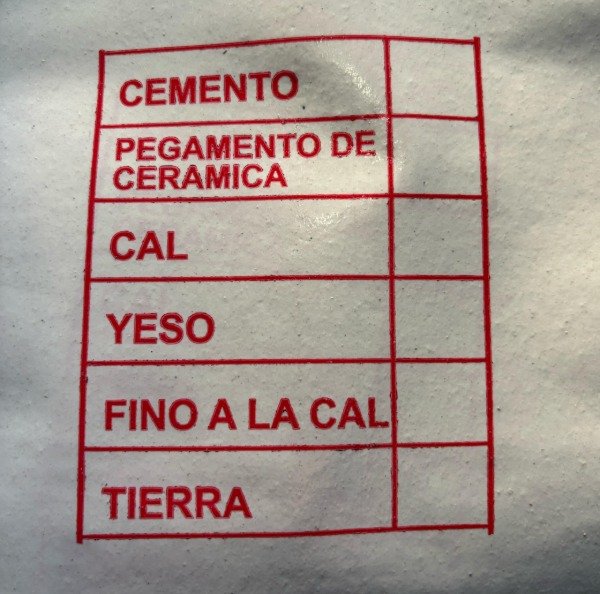 CEMENTO
PEGAMENTO DE
CERAMICA
CAL
YESO
FINO A LA CAL
TIERRA